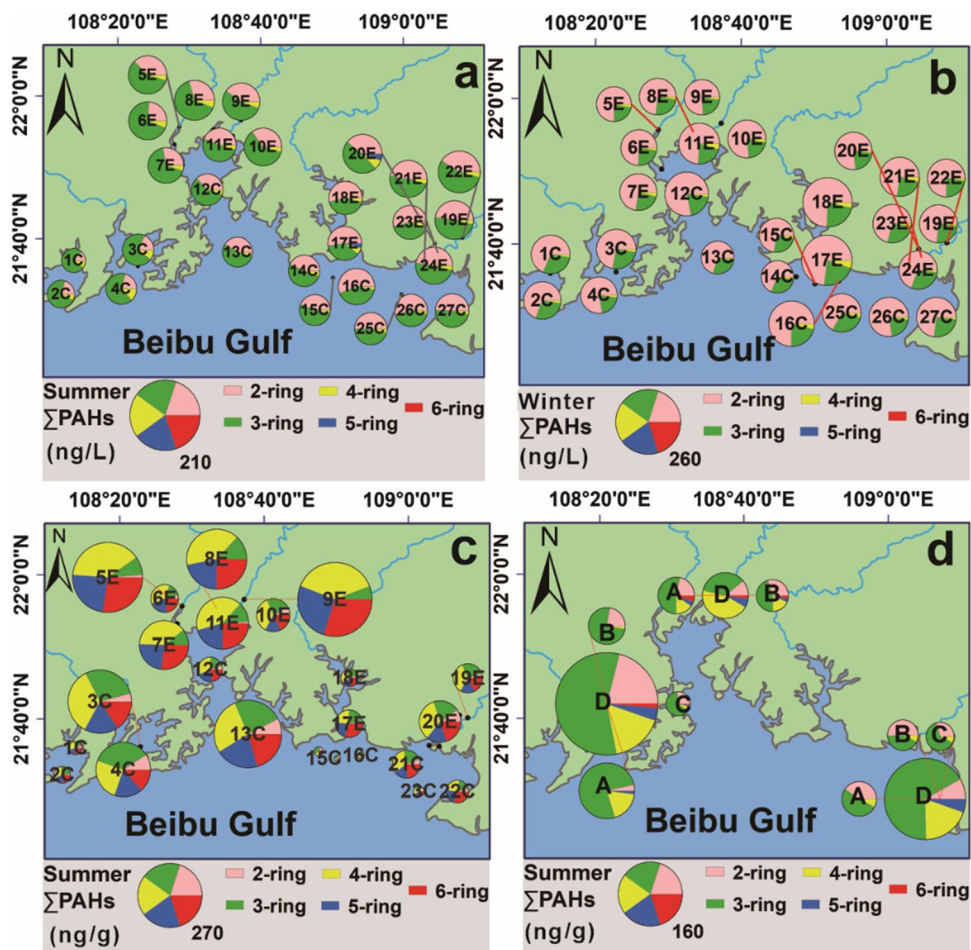 108°20'0"E 108°40'0"E 109°0'0"E
108°20'0"E 108°40'0"E 109°0'0"E
N a
5E 8E 9E
6E 11E 10E
7E 20E 21E 22E
12C 18E 23E 19E
3C 13C 17E 24E
1C 14C 16C
2C 4C 15C 26C 27C
25C
22°0'0"N
21°40'0"N
Beibu Gulf
Summer
∑PAHs
(ng/L)
210
2-ring 4-ring
3-ring 5-ring 6-ring
N b
5E 8E 9E
6E 11E 10E
7E 12C 20E 21E 22E
18E 23E 19E
1C 3C 13C 15C 17E 24E
2C 4C 14C
16C 25C 26C 27C
22°0'0"N
21°40'0"N
Beibu Gulf
Winter
∑PAHs
(ng/L)
260
2-ring 4-ring
3-ring 5-ring 6-ring
108°20'0"E 108°40'0"E 109°0'0"E
108°20'0"E 108°40'0"E 109°0'0"E
N c
5E 8E
6E 9E
7E 11E 10E
12C 18E 19E
3C 13C 17E 20E
1C 15C 16C 21C
2C 4C 23C 22C
22°0'0"N
21°40'0"N
Beibu Gulf
Summer
∑PAHs
(ng/g)
270
2-ring 4-ring
3-ring 5-ring 6-ring
N d
A D B
B
D C
B C
A A D
22°0'0"N
21°40'0"N
Beibu Gulf
Summer
∑PAHs
(ng/g)
160
2-ring 4-ring
3-ring 5-ring 6-ring